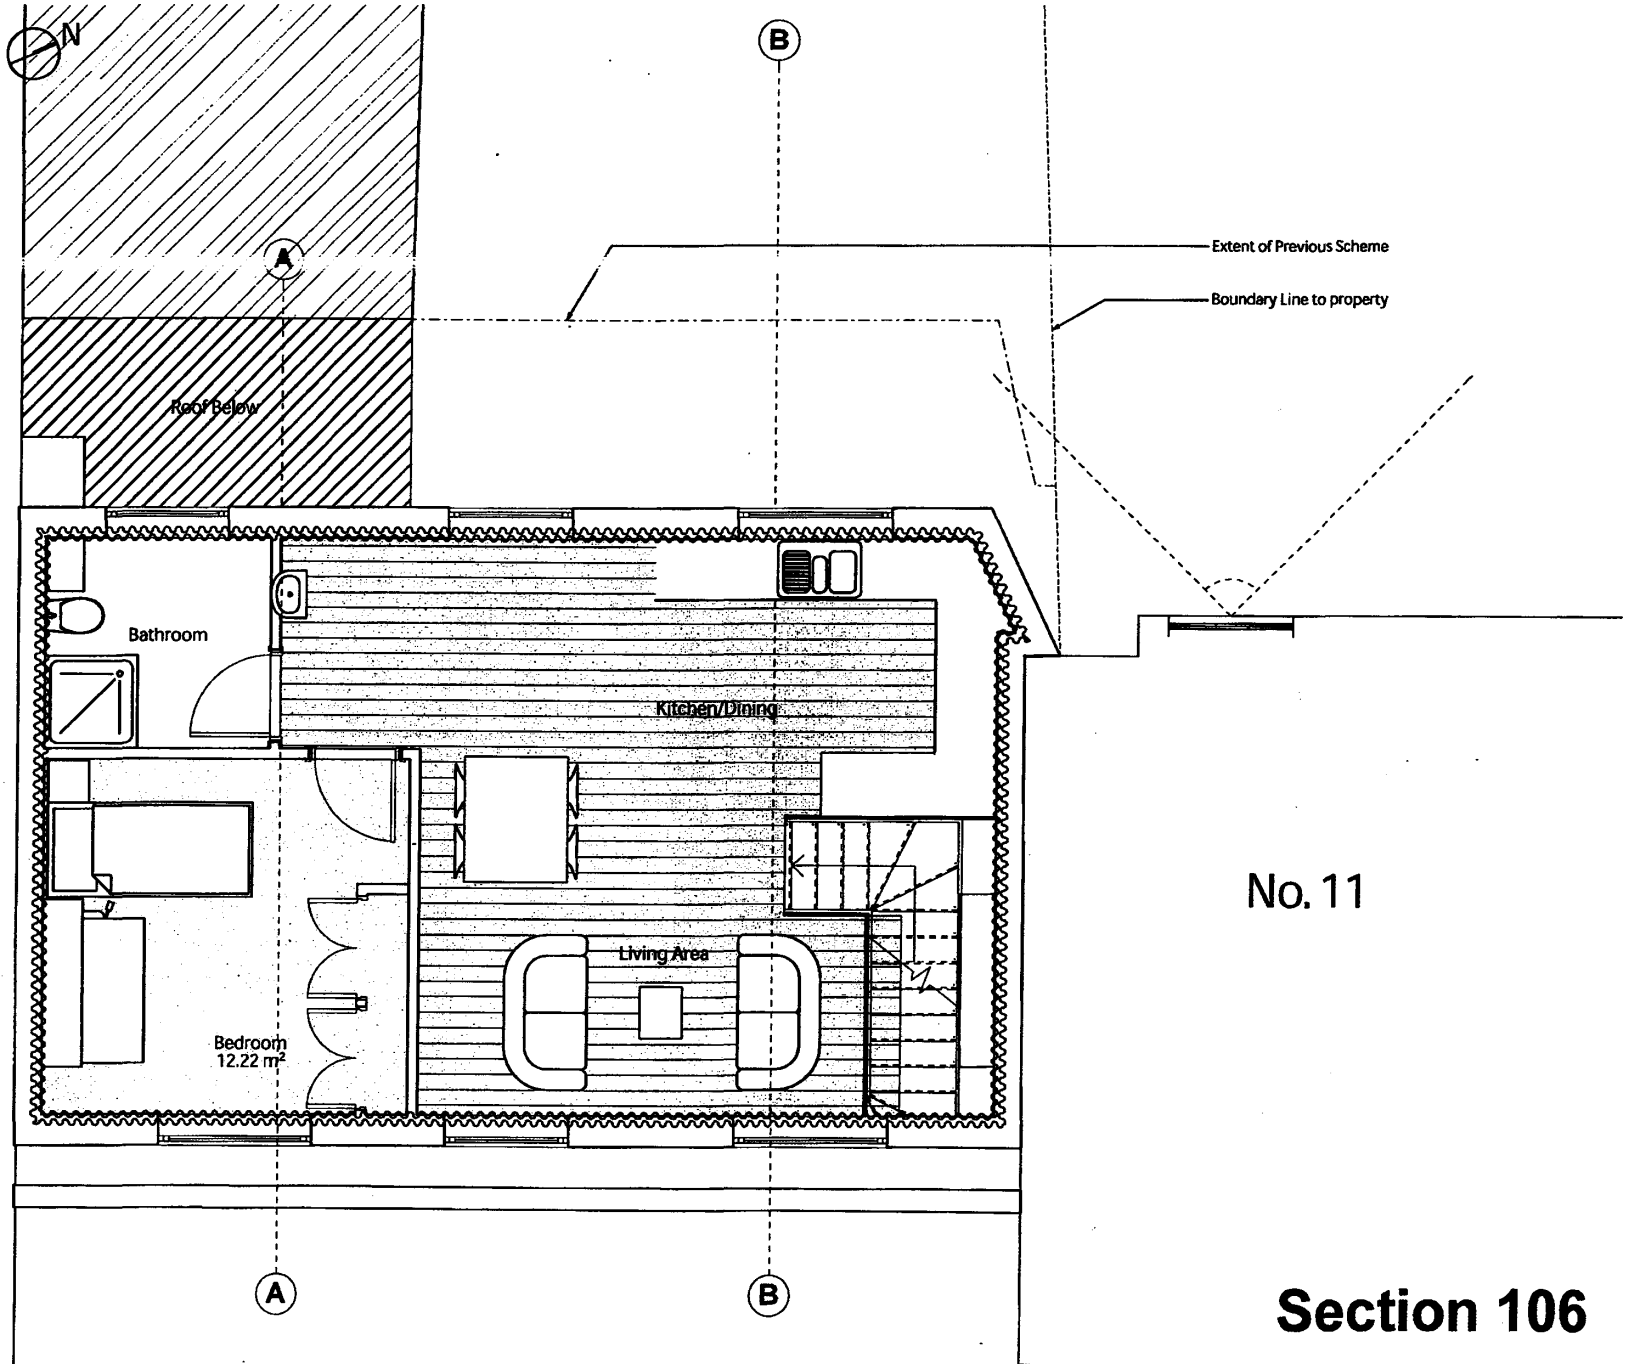 N
B
A
Extent of Previous Scheme
Boundary Line to property
Roof Below
Bathroom
Kitchen/Dining
No. 11
Living Area
Bedroom
12.22 m²
A
B
Section 106